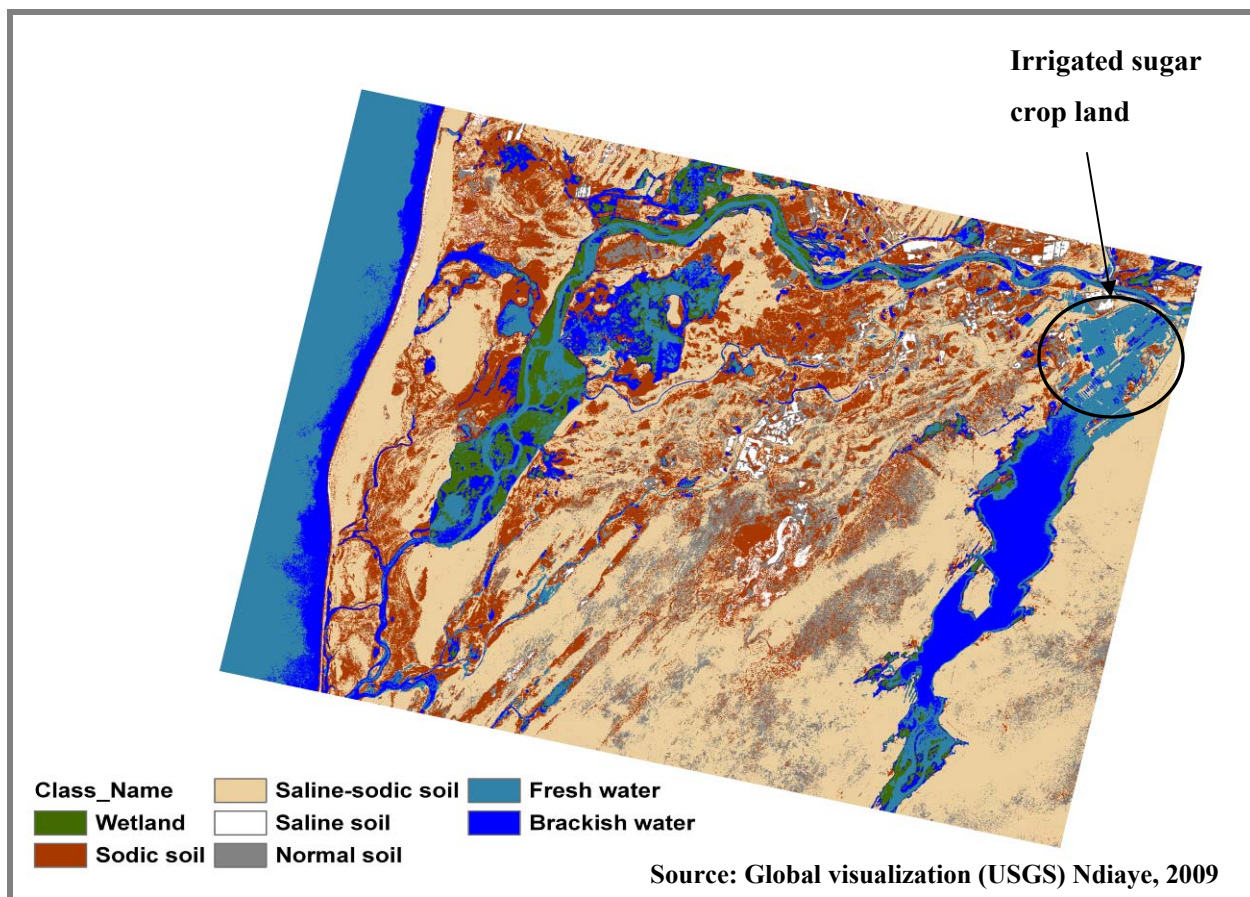 Irrigated sugar
crop land
Class_Name
Wetland
Sodic soil
Saline-sodic soil
Saline soil
Normal soil
Fresh water
Brackish water
Source: Global visualization (USGS) Ndiaye, 2009